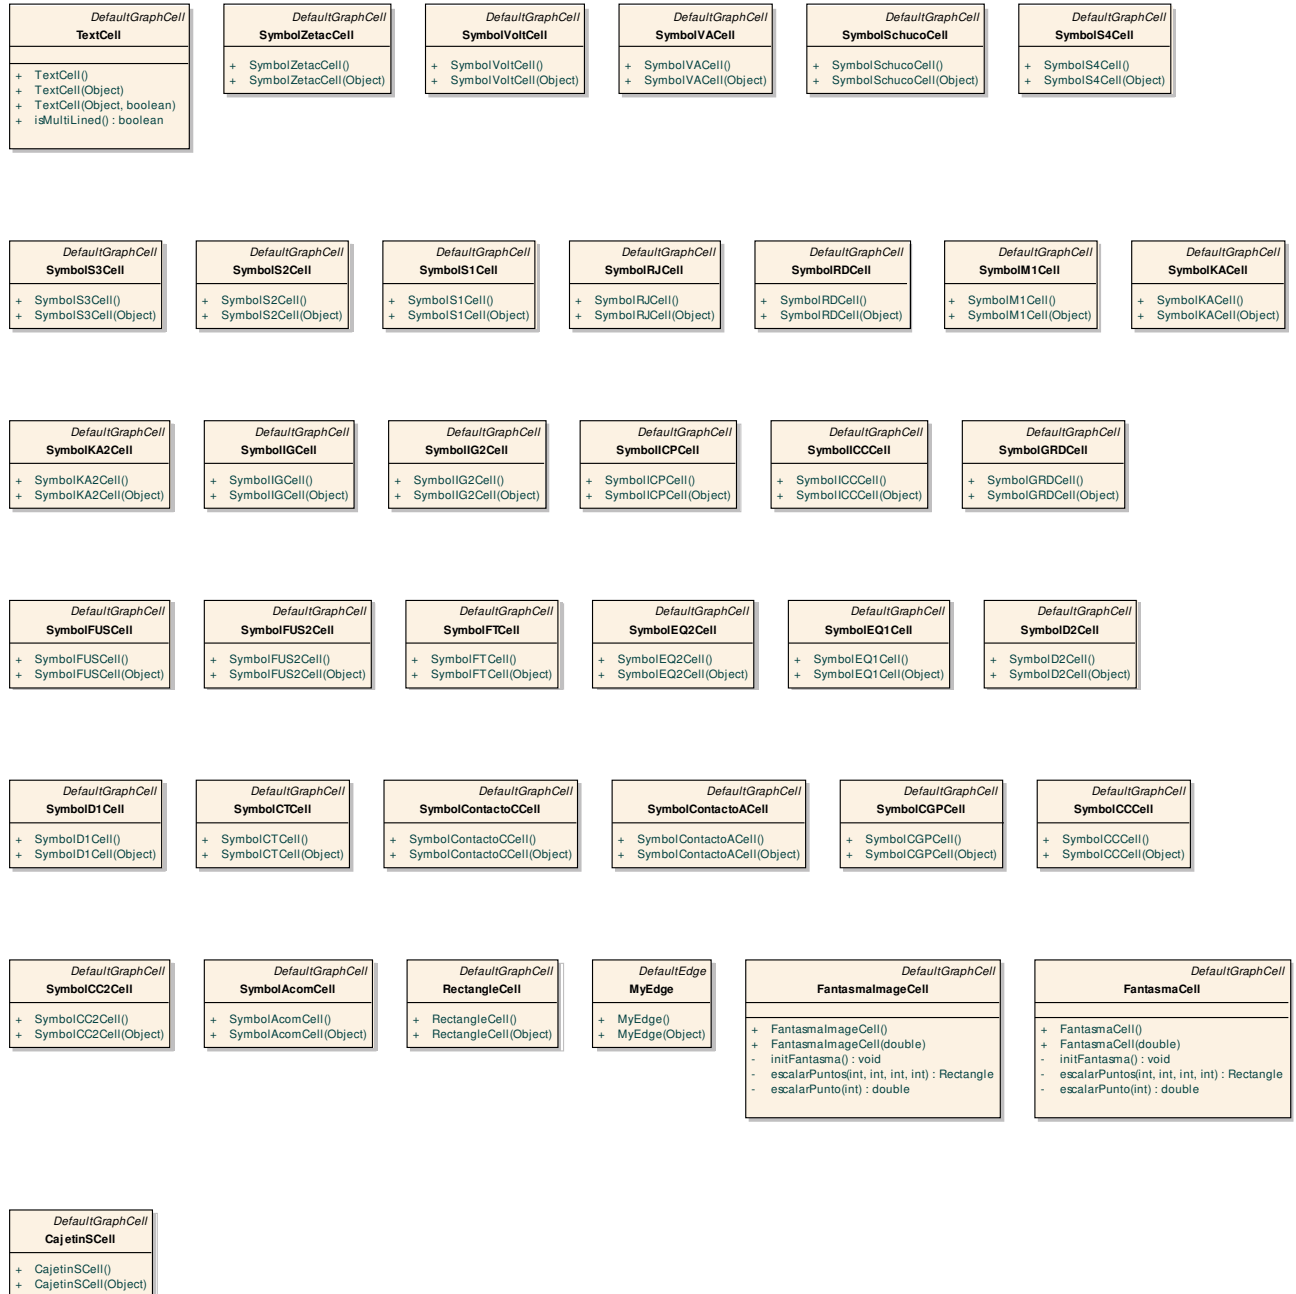 DefaultGraphCell
TextCell
+ TextCell()
+ TextCell(Object)
+ TextCell(Object, boolean)
+ isMultiLined() : boolean
DefaultGraphCell
SymbolZetacCell
+ SymbolZetacCell()
+ SymbolZetacCell(Object)
DefaultGraphCell
SymbolVoltCell
+ SymbolVoltCell()
+ SymbolVoltCell(Object)
DefaultGraphCell
SymbolVACell
+ SymbolVACell()
+ SymbolVACell(Object)
DefaultGraphCell
SymbolSchucoCell
+ SymbolSchucoCell()
+ SymbolSchucoCell(Object)
DefaultGraphCell
SymbolS4Cell
+ SymbolS4Cell()
+ SymbolS4Cell(Object)
DefaultGraphCell
SymbolS3Cell
+ SymbolS3Cell()
+ SymbolS3Cell(Object)
DefaultGraphCell
SymbolS2Cell
+ SymbolS2Cell()
+ SymbolS2Cell(Object)
DefaultGraphCell
SymbolS1Cell
+ SymbolS1Cell()
+ SymbolS1Cell(Object)
DefaultGraphCell
SymbolRJCell
+ SymbolRJCell()
+ SymbolRJCell(Object)
DefaultGraphCell
SymbolRDCell
+ SymbolRDCell()
+ SymbolRDCell(Object)
DefaultGraphCell
SymbolM1Cell
+ SymbolM1Cell()
+ SymbolM1Cell(Object)
DefaultGraphCell
SymbolKACell
+ SymbolKACell()
+ SymbolKACell(Object)
DefaultGraphCell
SymbolKA2Cell
+ SymbolKA2Cell()
+ SymbolKA2Cell(Object)
DefaultGraphCell
SymbolIGCell
+ SymbolIGCell()
+ SymbolIGCell(Object)
DefaultGraphCell
SymbolIG2Cell
+ SymbolIG2Cell()
+ SymbolIG2Cell(Object)
DefaultGraphCell
SymbolICPCell
+ SymbolICPCell()
+ SymbolICPCell(Object)
DefaultGraphCell
SymbolICCCell
+ SymbolICCCell()
+ SymbolICCCell(Object)
DefaultGraphCell
SymbolGRDCell
+ SymbolGRDCell()
+ SymbolGRDCell(Object)
DefaultGraphCell
SymbolFUSCell
+ SymbolFUSCell()
+ SymbolFUSCell(Object)
DefaultGraphCell
SymbolFUS2Cell
+ SymbolFUS2Cell()
+ SymbolFUS2Cell(Object)
DefaultGraphCell
SymbolFTCell
+ SymbolFTCell()
+ SymbolFTCell(Object)
DefaultGraphCell
SymbolEQ2Cell
+ SymbolEQ2Cell()
+ SymbolEQ2Cell(Object)
DefaultGraphCell
SymbolEQ1Cell
+ SymbolEQ1Cell()
+ SymbolEQ1Cell(Object)
DefaultGraphCell
SymbolD2Cell
+ SymbolD2Cell()
+ SymbolD2Cell(Object)
DefaultGraphCell
SymbolD1Cell
+ SymbolD1Cell()
+ SymbolD1Cell(Object)
DefaultGraphCell
SymbolCTCell
+ SymbolCTCell()
+ SymbolCTCell(Object)
DefaultGraphCell
SymbolContactoCCell
+ SymbolContactoCCell()
+ SymbolContactoCCell(Object)
DefaultGraphCell
SymbolContactoACell
+ SymbolContactoACell()
+ SymbolContactoACell(Object)
DefaultGraphCell
SymbolCGPCell
+ SymbolCGPCell()
+ SymbolCGPCell(Object)
DefaultGraphCell
SymbolCCCell
+ SymbolCCCell()
+ SymbolCCCell(Object)
DefaultGraphCell
SymbolCC2Cell
+ SymbolCC2Cell()
+ SymbolCC2Cell(Object)
DefaultGraphCell
SymbolAcomCell
+ SymbolAcomCell()
+ SymbolAcomCell(Object)
DefaultGraphCell
RectangleCell
+ RectangleCell()
+ RectangleCell(Object)
DefaultEdge
MyEdge
+ MyEdge()
+ MyEdge(Object)
DefaultGraphCell
FantasmaImageCell
+ FantasmaImageCell()
+ FantasmaImageCell(double)
- initFantasma() : void
- escalarPuntos(int, int, int, int) : Rectangle
- escalarPunto(int) : double
DefaultGraphCell
FantasmaCell
+ FantasmaCell()
+ FantasmaCell(double)
- initFantasma() : void
- escalarPuntos(int, int, int, int) : Rectangle
- escalarPunto(int) : double
DefaultGraphCell
CajetinSCell
+ CajetinSCell()
+ CajetinSCell(Object)